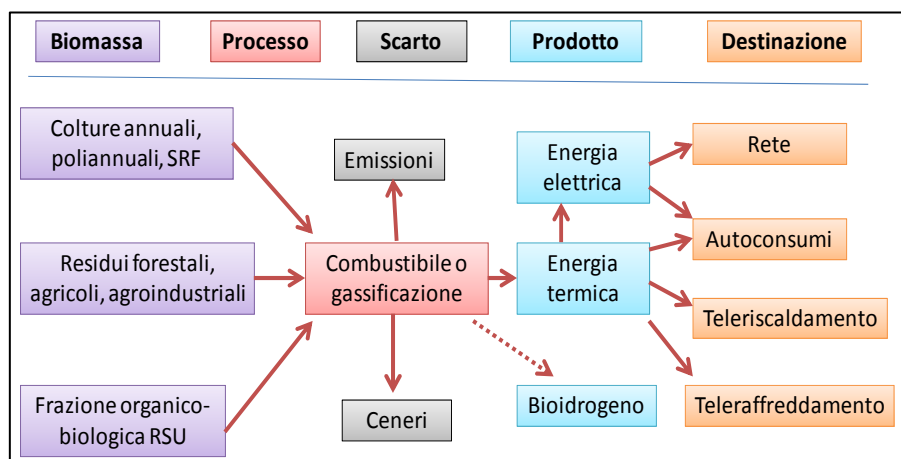 Biomassa
Processo
Scarto
Prodotto
Destinazione
Colture annuali,
poliannuali, SRF
Emissioni
Energia
elettrica
Rete
Autoconsumi
Residui forestali,
agricoli, agroindustriali
Combustibile o
gassificazione
Energia
termica
Teleriscaldamento
Frazione organico-
biologica RSU
Ceneri
Bioidrogeno
Teleraffreddamento